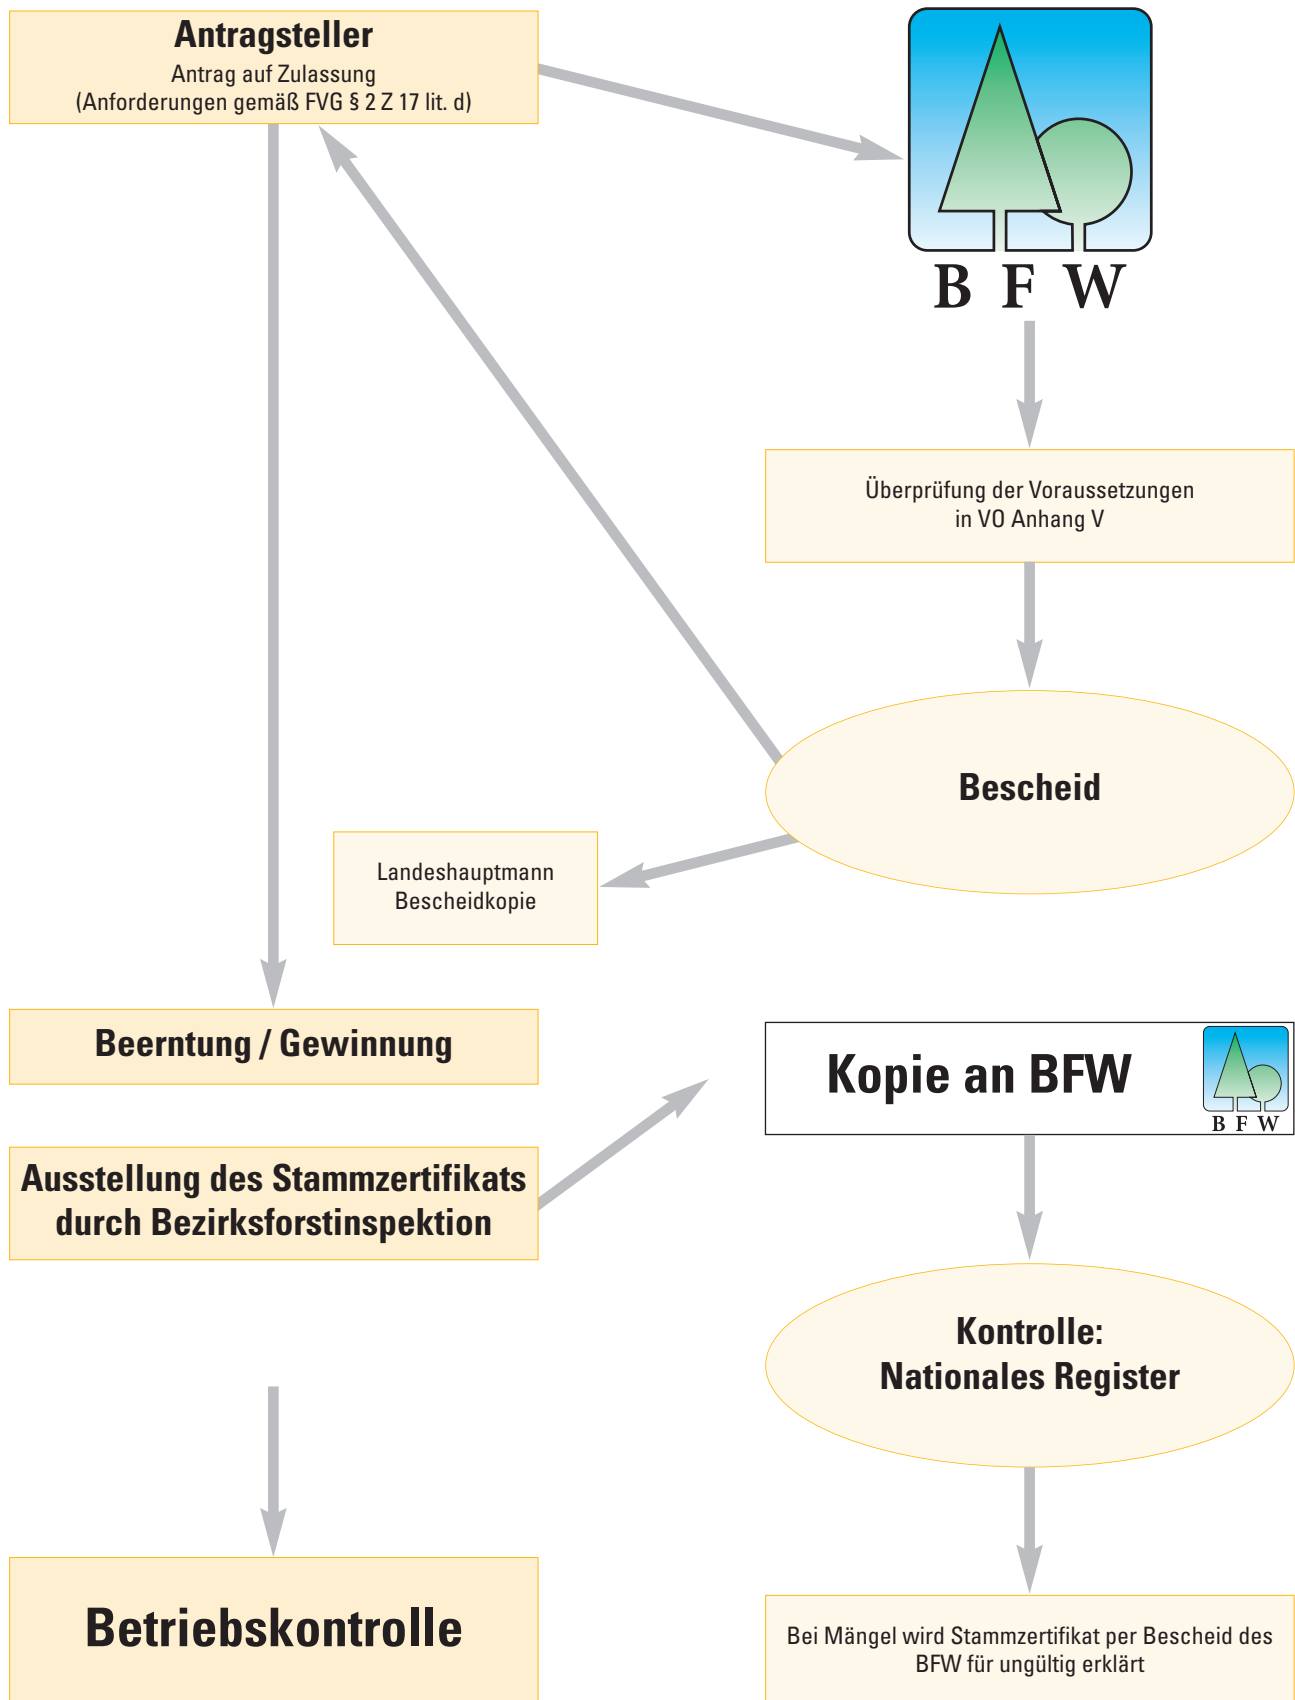 Antragsteller
Antrag auf Zulassung
(Anforderungen gemäß FVG § 2 Z 17 lit. d)
B F W
Überprüfung der Voraussetzungen
in VO Anhang V
Bescheid
Landeshauptmann
Bescheidkopie
Beerntung / Gewinnung
Kopie an BFW
B F W
Ausstellung des Stammzertifikats
durch Bezirksforstinspektion
Kontrolle:
Nationales Register
Betriebskontrolle
Bei Mängel wird Stammzertifikat per Bescheid des
BFW für ungültig erklärt